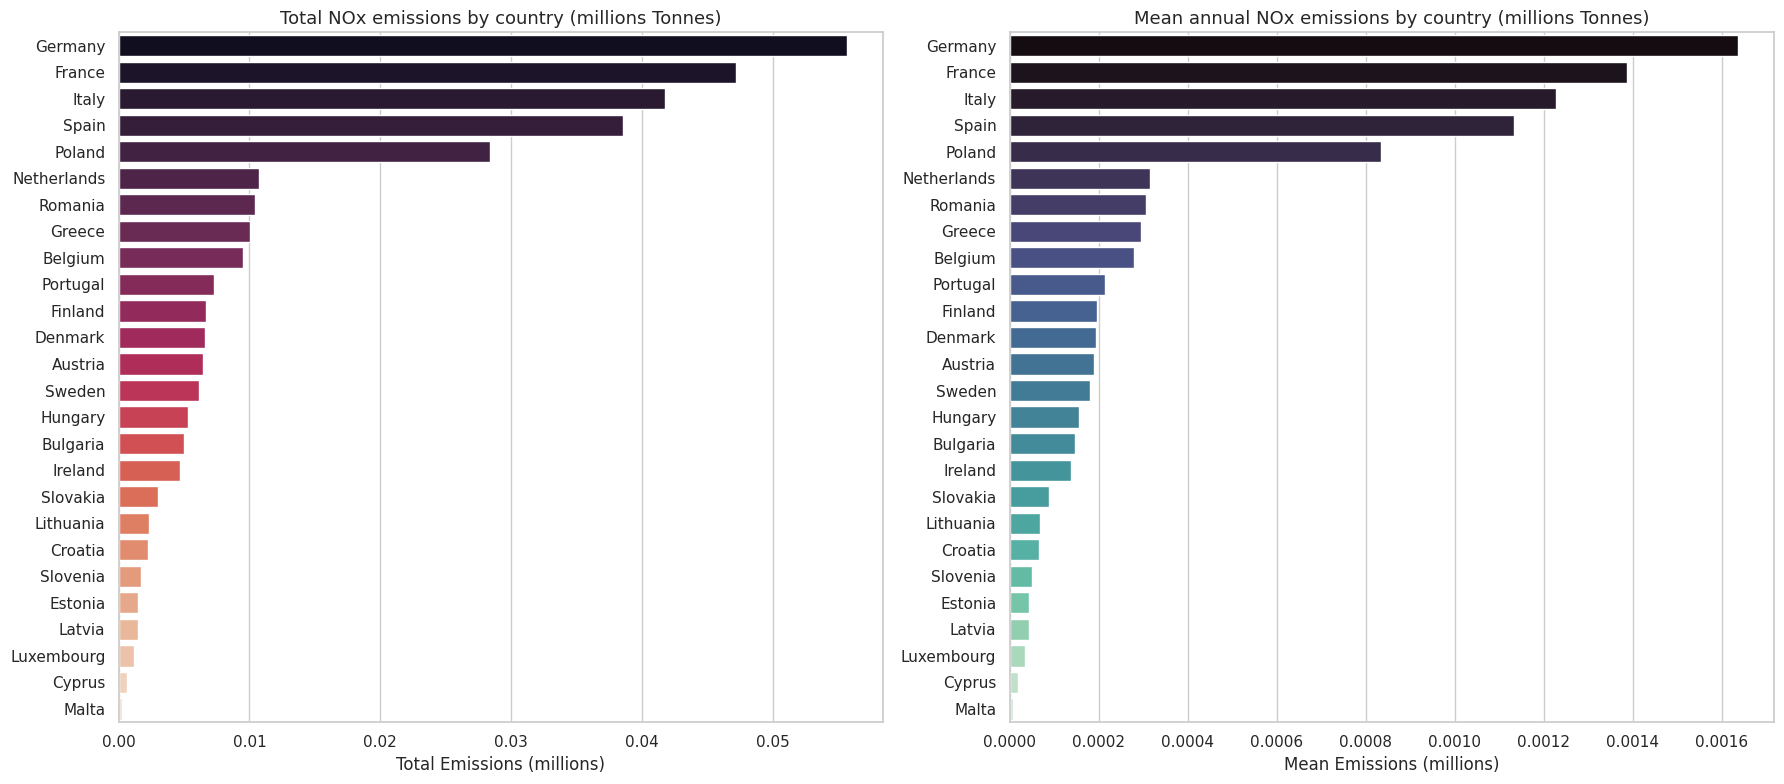 Total NOx emissions by country (millions Tonnes)
Germany
France
Italy
Spain
Poland
Netherlands
Romania
Greece
Belgium
Portugal
Finland
Denmark
Austria
Sweden
Hungary
Bulgaria
Ireland
Slovakia
Lithuania
Croatia
Slovenia
Estonia
Latvia
Luxembourg
Cyprus
Malta
0.00 0.01 0.02 0.03 0.04 0.05
Total Emissions (millions)
Mean annual NOx emissions by country (millions Tonnes)
Germany
France
Italy
Spain
Poland
Netherlands
Romania
Greece
Belgium
Portugal
Finland
Denmark
Austria
Sweden
Hungary
Bulgaria
Ireland
Slovakia
Lithuania
Croatia
Slovenia
Estonia
Latvia
Luxembourg
Cyprus
Malta
0.0000 0.0002 0.0004 0.0006 0.0008 0.0010 0.0012 0.0014 0.0016
Mean Emissions (millions)